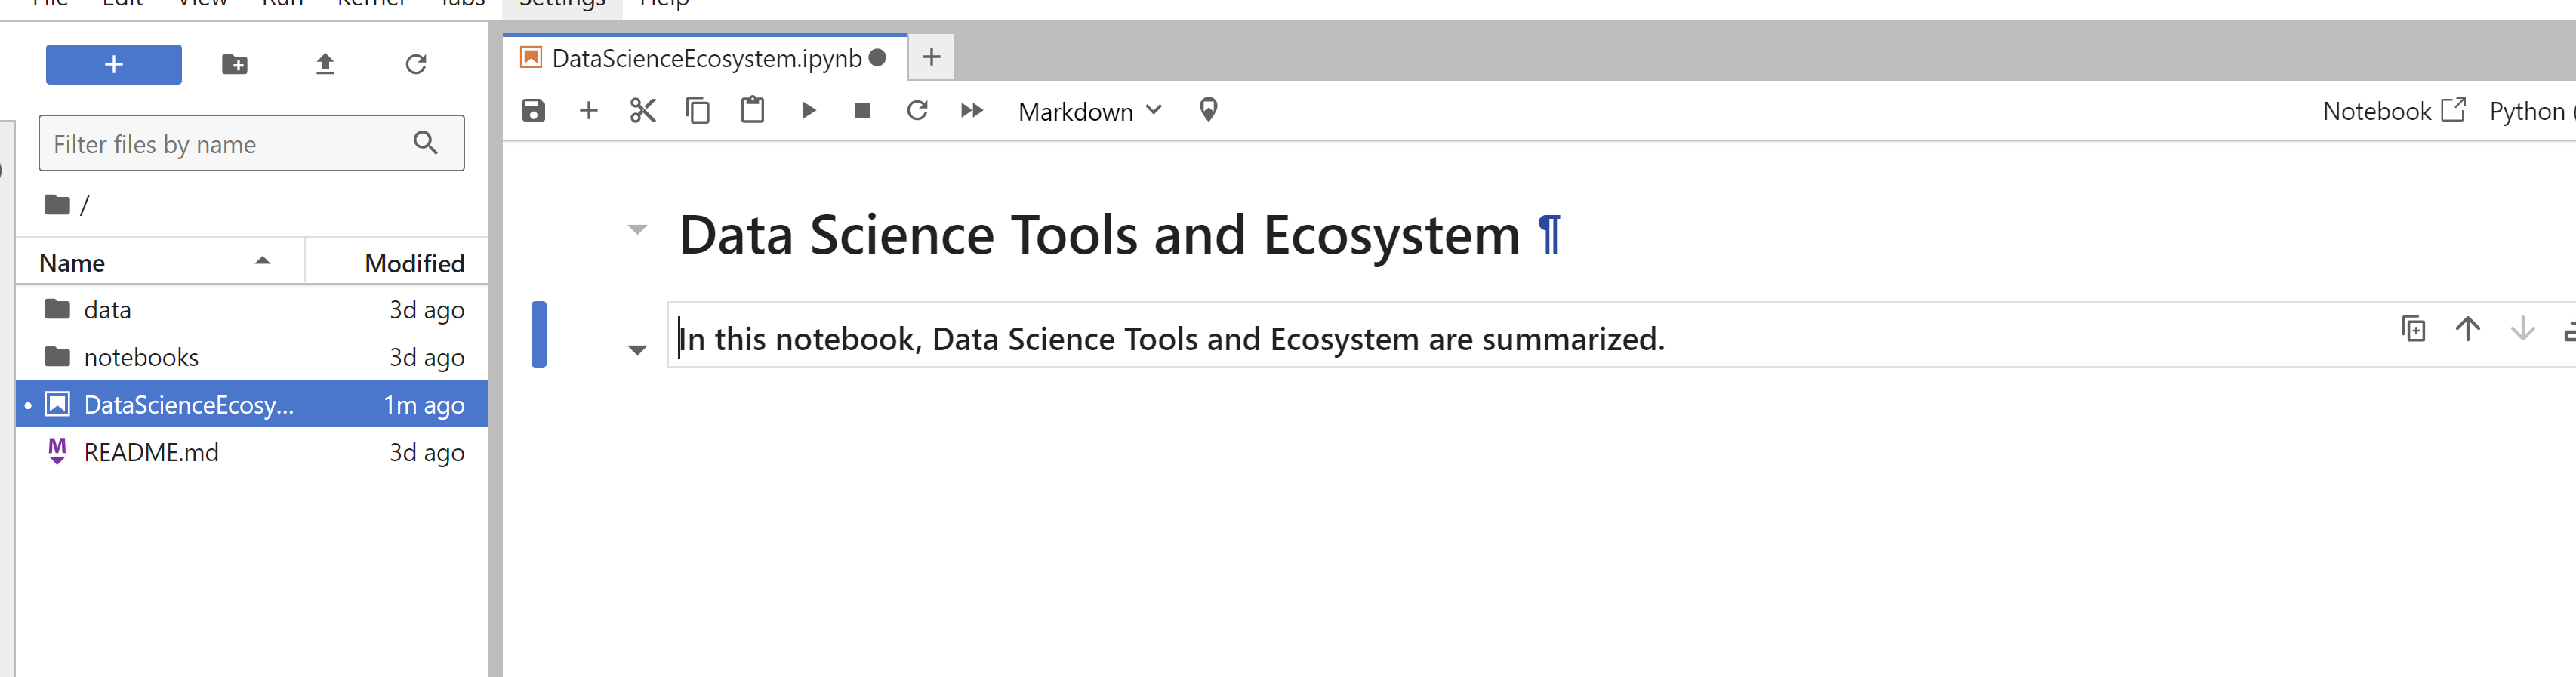 File Edit View Run Kernel Tabs Settings Help
DataScienceEcosystem.ipynb
Markdown
Notebook Python (
Filter files by name
/
Data Science Tools and Ecosystem ¶
Name Modified
data 3d ago
In this notebook, Data Science Tools and Ecosystem are summarized.
notebooks 3d ago
DataScienceEcosy... 1m ago
README.md 3d ago